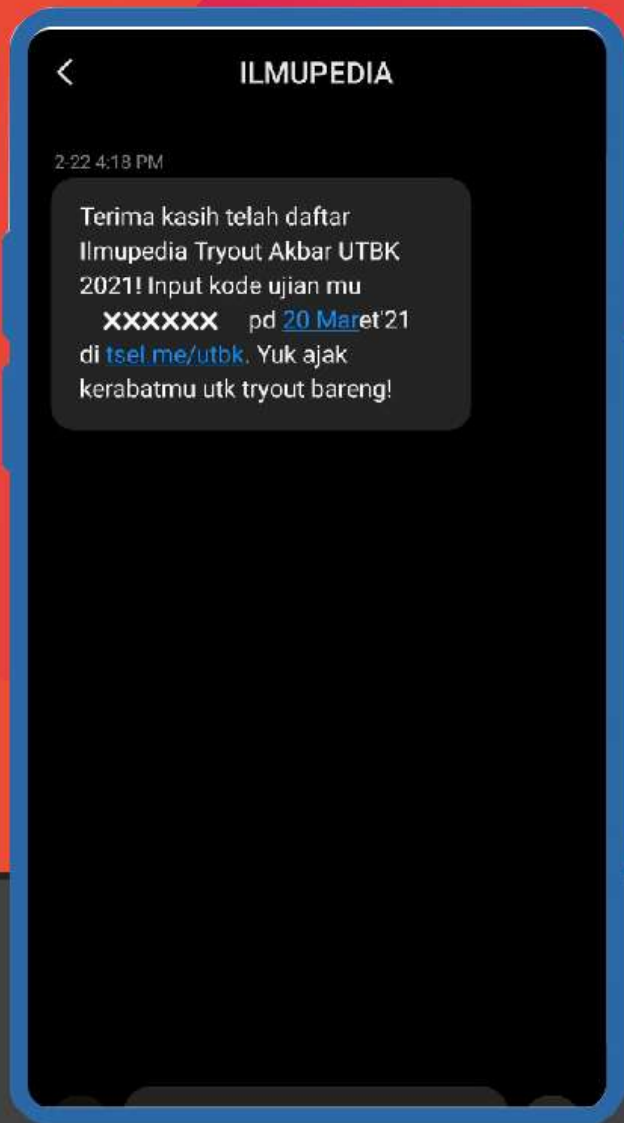 ILMUPEDIA
2-22 4:18 PM
Terima kasih telah daftar
Ilmupedia Tryout Akbar UTBK
2021! Input kode ujian mu
XXXXXX pd 20 Maret'21
di tsel.me/utbk. Yuk ajak
kerabatmu utk tryout bareng!